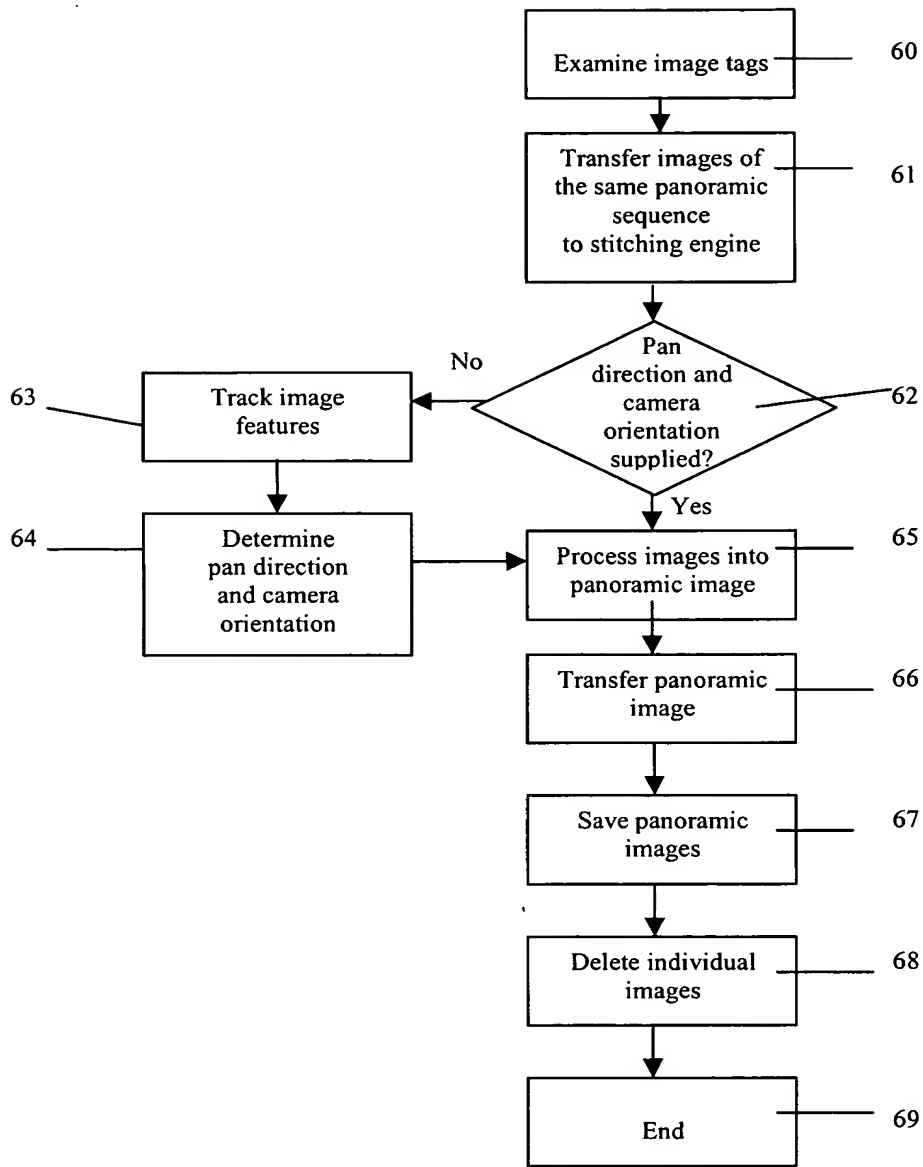 Examine image tags
60
Transfer images of
the same panoramic
sequence
to stitching engine
61
Pan
direction and
camera
orientation
supplied?
62
No
Yes
63
Track image
features
64
Determine
pan direction
and camera
orientation
Process images into
panoramic image
65
Transfer panoramic
image
66
Save panoramic
images
67
Delete individual
images
68
End
69